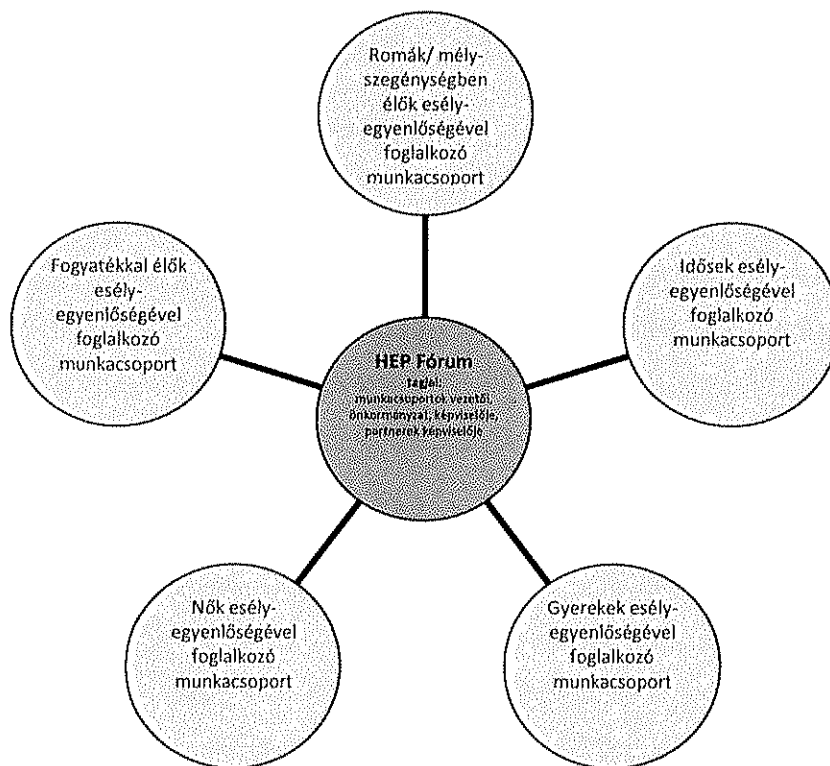 Romák/ mély-
szegénységben
élők esély-
egyenlőségével
foglalkozó
munkacsoport
Fogyatékkal élők
esély-
egyenlőségével
foglalkozó
munkacsoport
Idősek esély-
egyenlőségével
foglalkozó
munkacsoport
HEP Fórum
tagjai:
munkacsoportok vezetői,
önkormányzat, képviselője,
partnerek képviselője
Nők esély-
egyenlőségével
foglalkozó
munkacsoport
Gyerekek esély-
egyenlőségével
foglalkozó
munkacsoport